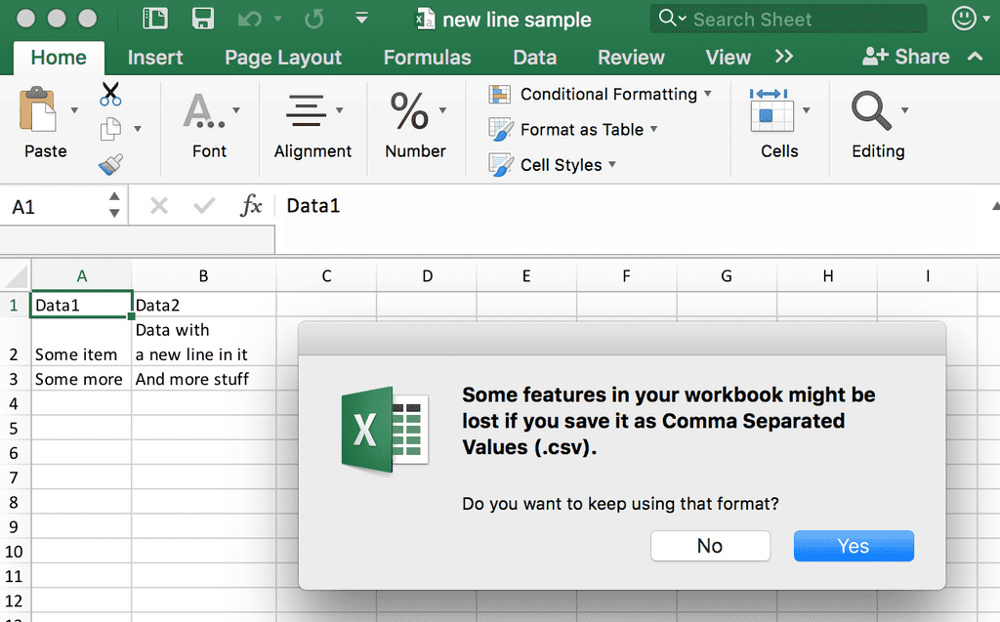 new line sample
Search Sheet
Home Insert Page Layout Formulas Data Review View >> Share
Paste Font Alignment Number Cells Editing
Conditional Formatting
Format as Table
Cell Styles
A1 fx Data1
A B C D E F G H I
1 Data1 Data2
Data with
2 Some item a new line in it
3 Some more And more stuff
4
5
6
7
8
9
10
11
12
Some features in your workbook might be
lost if you save it as Comma Separated
Values (.csv).
Do you want to keep using that format?
No Yes